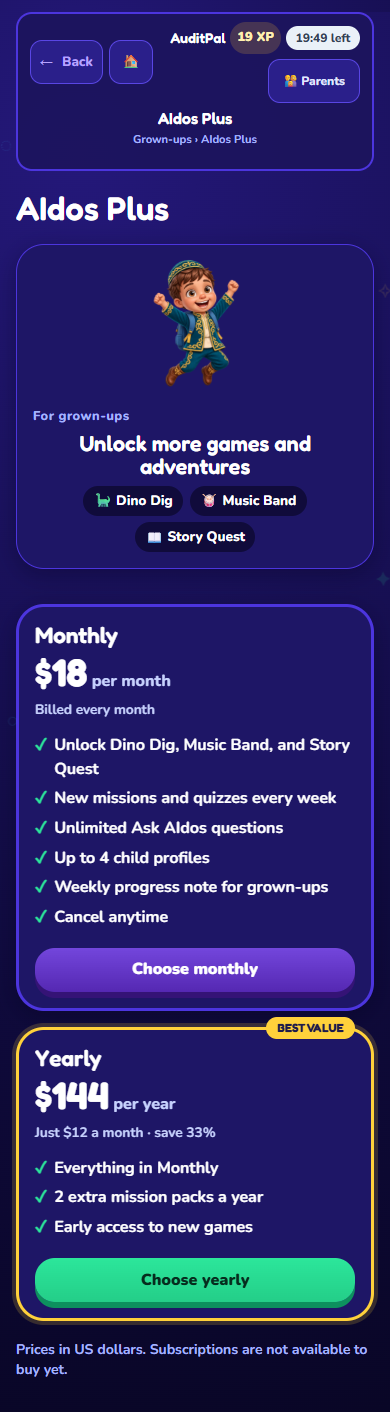 ← Back
AuditPal
19 XP
19:49 left
Parents
AIdos Plus
Grown-ups › AIdos Plus
AIdos Plus
For grown-ups
Unlock more games and
adventures
Dino Dig
Music Band
Story Quest
Monthly
$18 per month
Billed every month
✓ Unlock Dino Dig, Music Band, and Story
Quest
✓ New missions and quizzes every week
✓ Unlimited Ask AIdos questions
✓ Up to 4 child profiles
✓ Weekly progress note for grown-ups
✓ Cancel anytime
Choose monthly
BEST VALUE
Yearly
$144 per year
Just $12 a month · save 33%
✓ Everything in Monthly
✓ 2 extra mission packs a year
✓ Early access to new games
Choose yearly
Prices in US dollars. Subscriptions are not available to
buy yet.